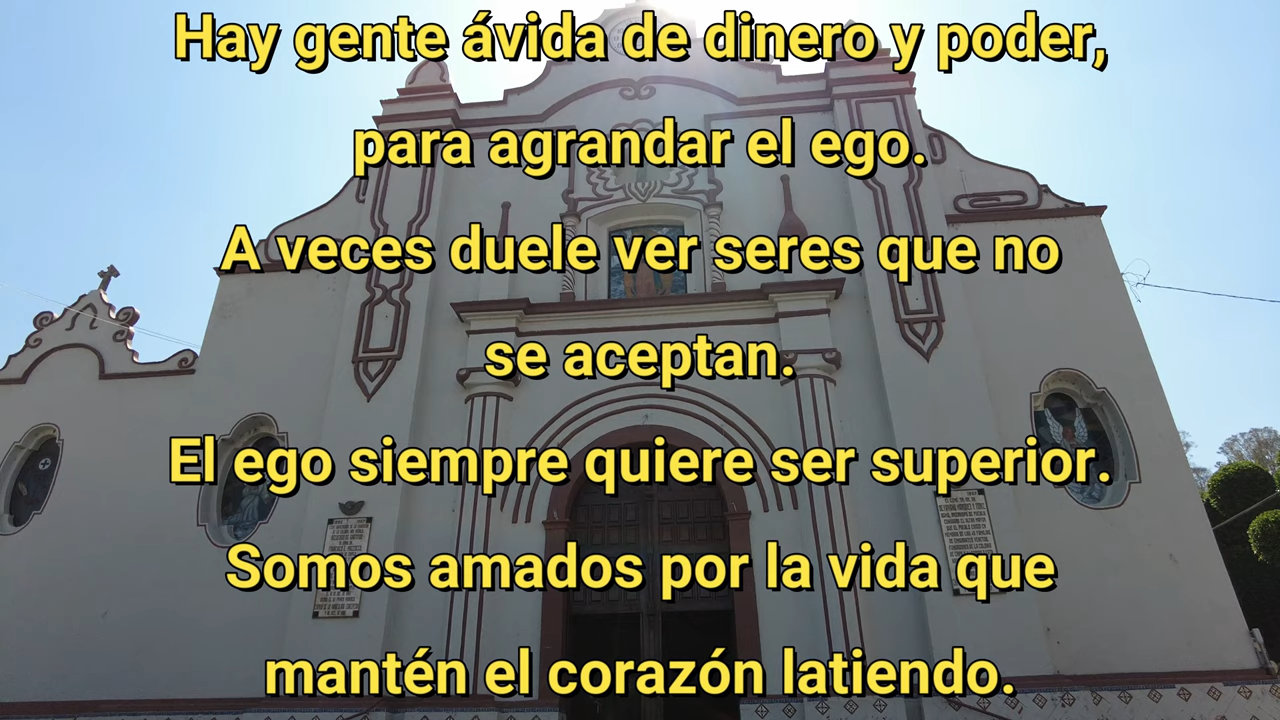 Hay gente ávida de dinero y poder,
para agrandar el ego.
A veces duele ver seres que no
se aceptan.
El ego siempre quiere ser superior.
Somos amados por la vida que
mantén el corazón latiendo.